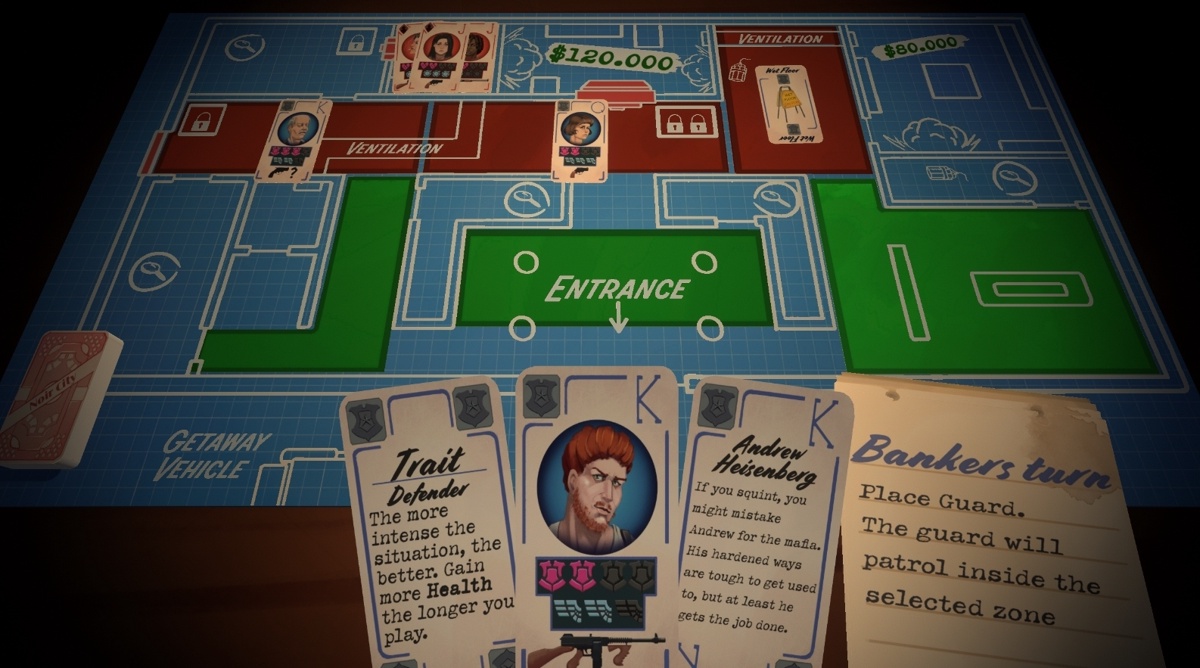 VENTILATION
$120.000
$80.000
Wet Floor
K
J
VENTILATION
Wet Floor
ENTRANCE
Noir City
GETAWAY
VEHICLE
Trait
Defender
The more
intense the
situation, the
better. Gain
more Health
the longer you
play.
K
K
Andrew
Heisenberg
If you squint, you
might mistake
Andrew for the mafia.
His hardened ways
are tough to get used
to, but at least he
gets the job done.
Bankers turn
Place Guard.
The guard will
patrol inside the
selected zone